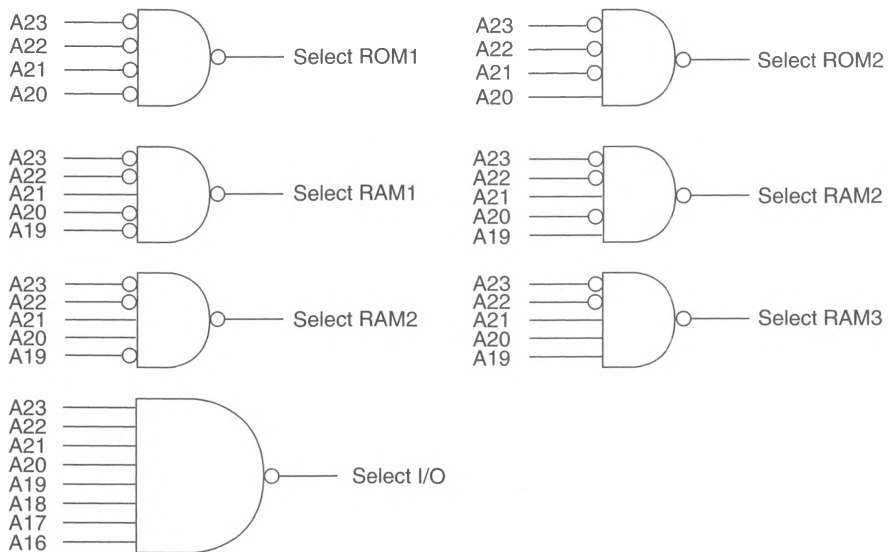 A23
A22
A21
A20
Select ROM1
A23
A22
A21
A20
Select ROM2
A23
A22
A21
A20
A19
Select RAM1
A23
A22
A21
A20
A19
Select RAM2
A23
A22
A21
A20
A19
Select RAM2
A23
A22
A21
A20
A19
Select RAM3
A23
A22
A21
A20
A19
A18
A17
A16
Select I/O